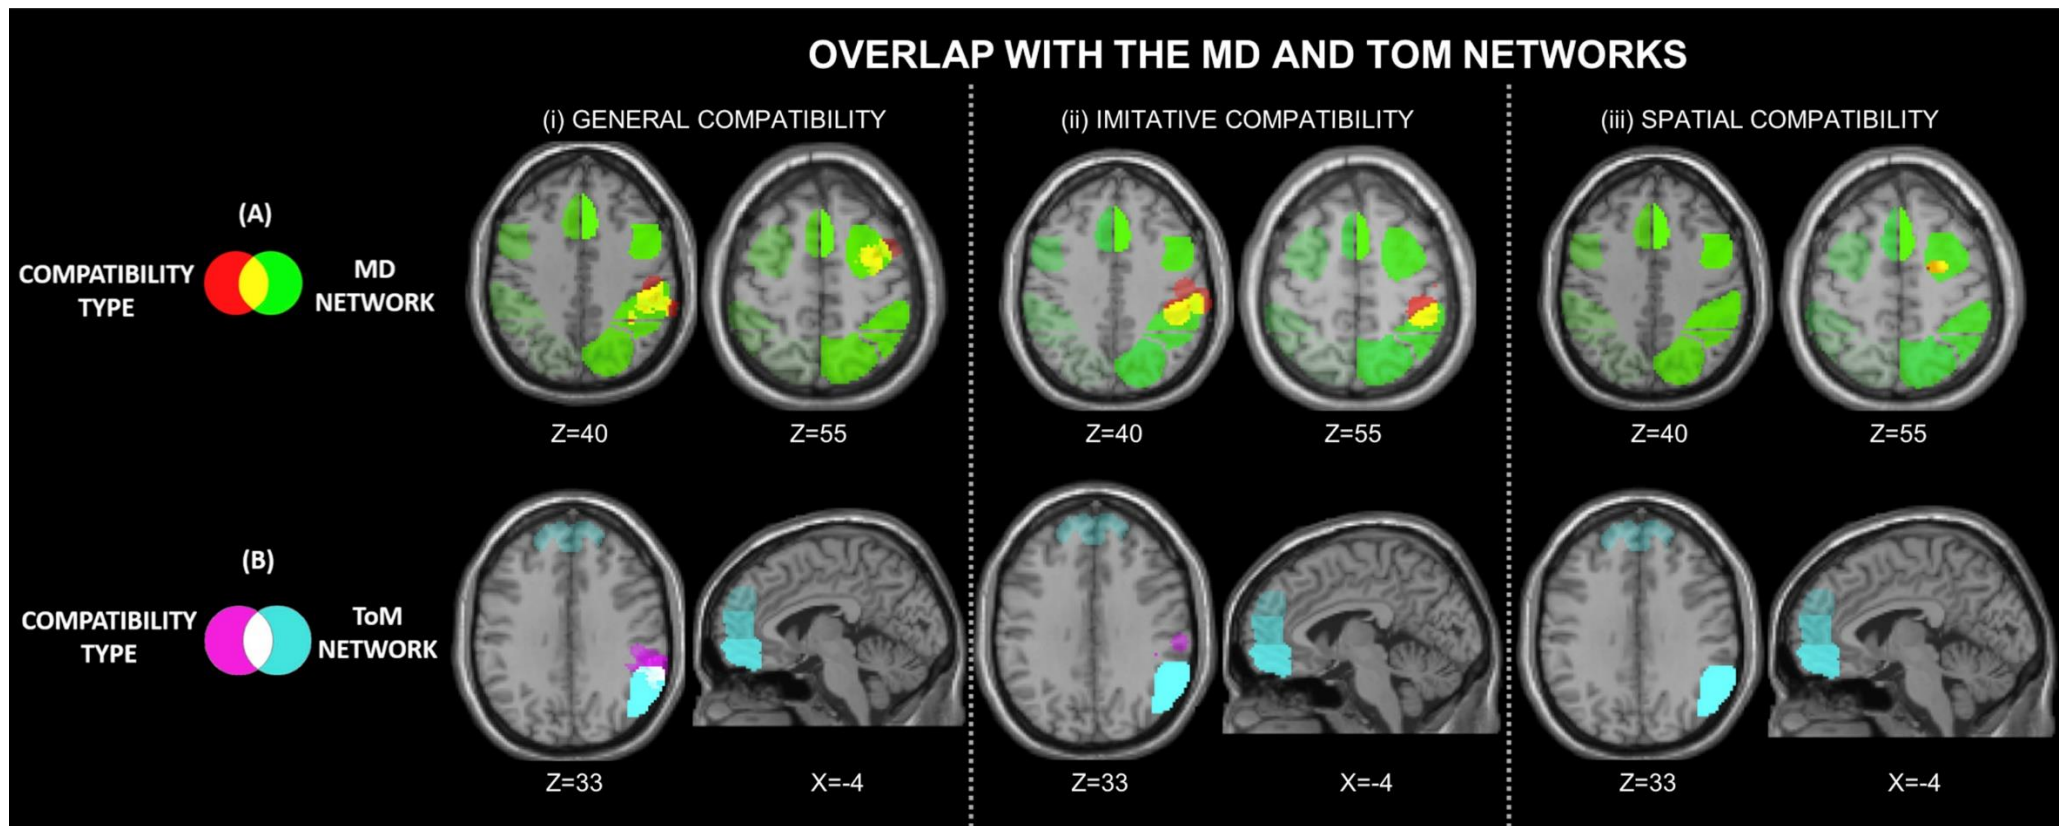 OVERLAP WITH THE MD AND TOM NETWORKS
(i) GENERAL COMPATIBILITY
(ii) IMITATIVE COMPATIBILITY
(iii) SPATIAL COMPATIBILITY
(A)
COMPATIBILITY
TYPE
MD
NETWORK
Z=40
Z=55
Z=40
Z=55
Z=40
Z=55
(B)
COMPATIBILITY
TYPE
ToM
NETWORK
Z=33
X=-4
Z=33
X=-4
Z=33
X=-4